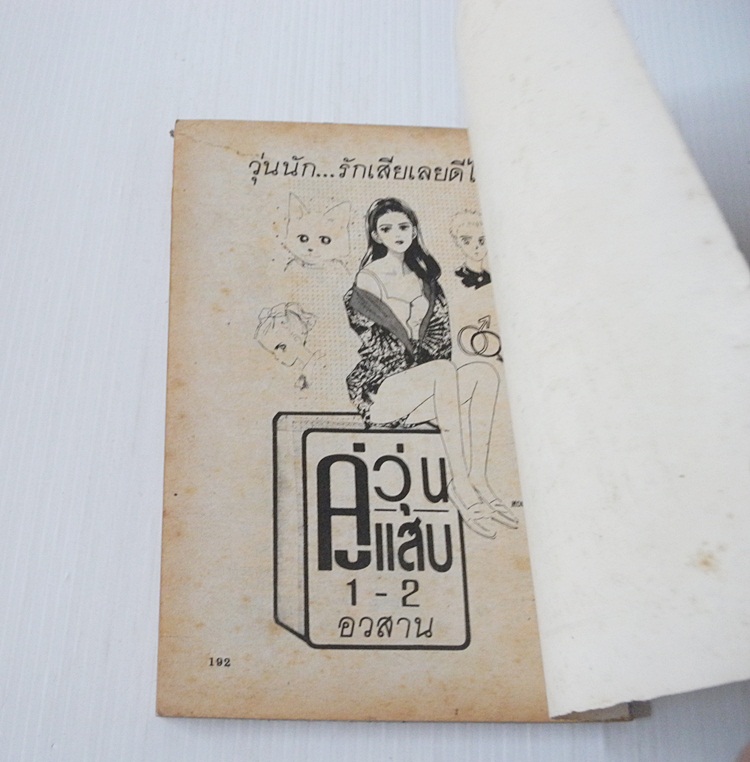 วุ่นนัก...รักเสียเลยดี
คู่วุ่น
แสบ
1 - 2
อวสาน
192